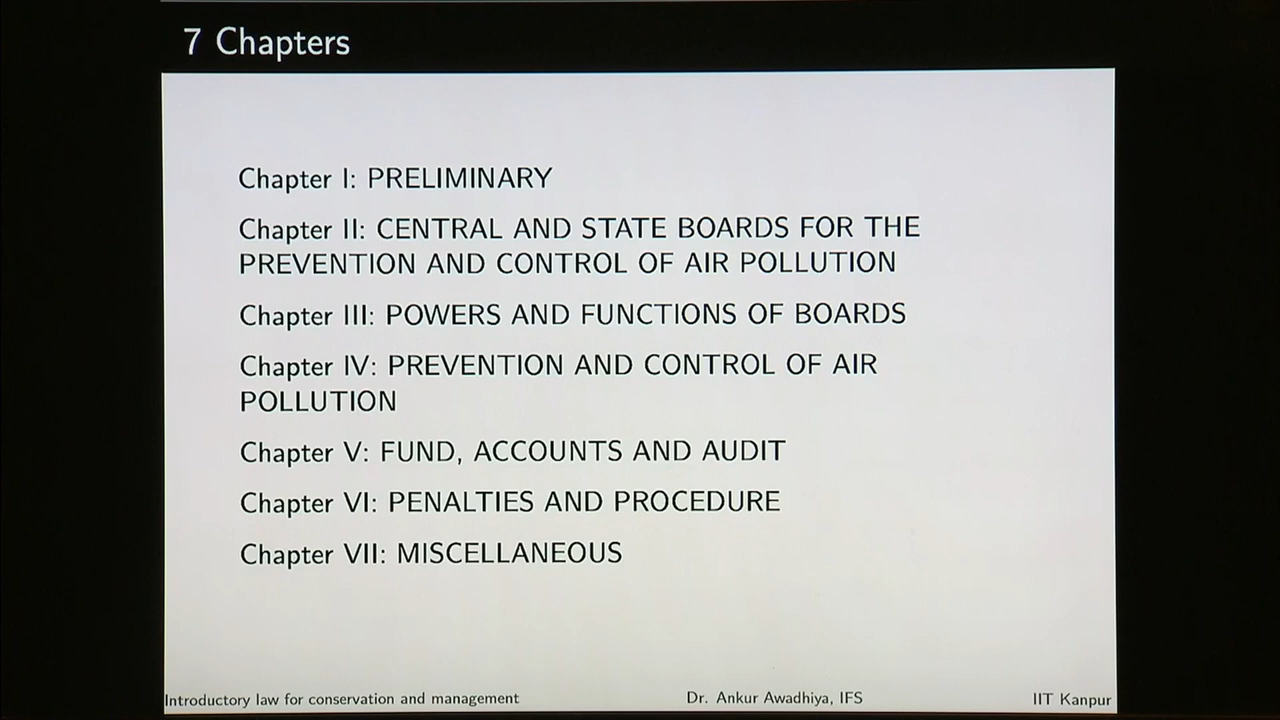 7 Chapters
Chapter I: PRELIMINARY
Chapter II: CENTRAL AND STATE BOARDS FOR THE
PREVENTION AND CONTROL OF AIR POLLUTION
Chapter III: POWERS AND FUNCTIONS OF BOARDS
Chapter IV: PREVENTION AND CONTROL OF AIR
POLLUTION
Chapter V: FUND, ACCOUNTS AND AUDIT
Chapter VI: PENALTIES AND PROCEDURE
Chapter VII: MISCELLANEOUS
Introductory law for conservation and management Dr. Ankur Awadhiya, IFS IIT Kanpur